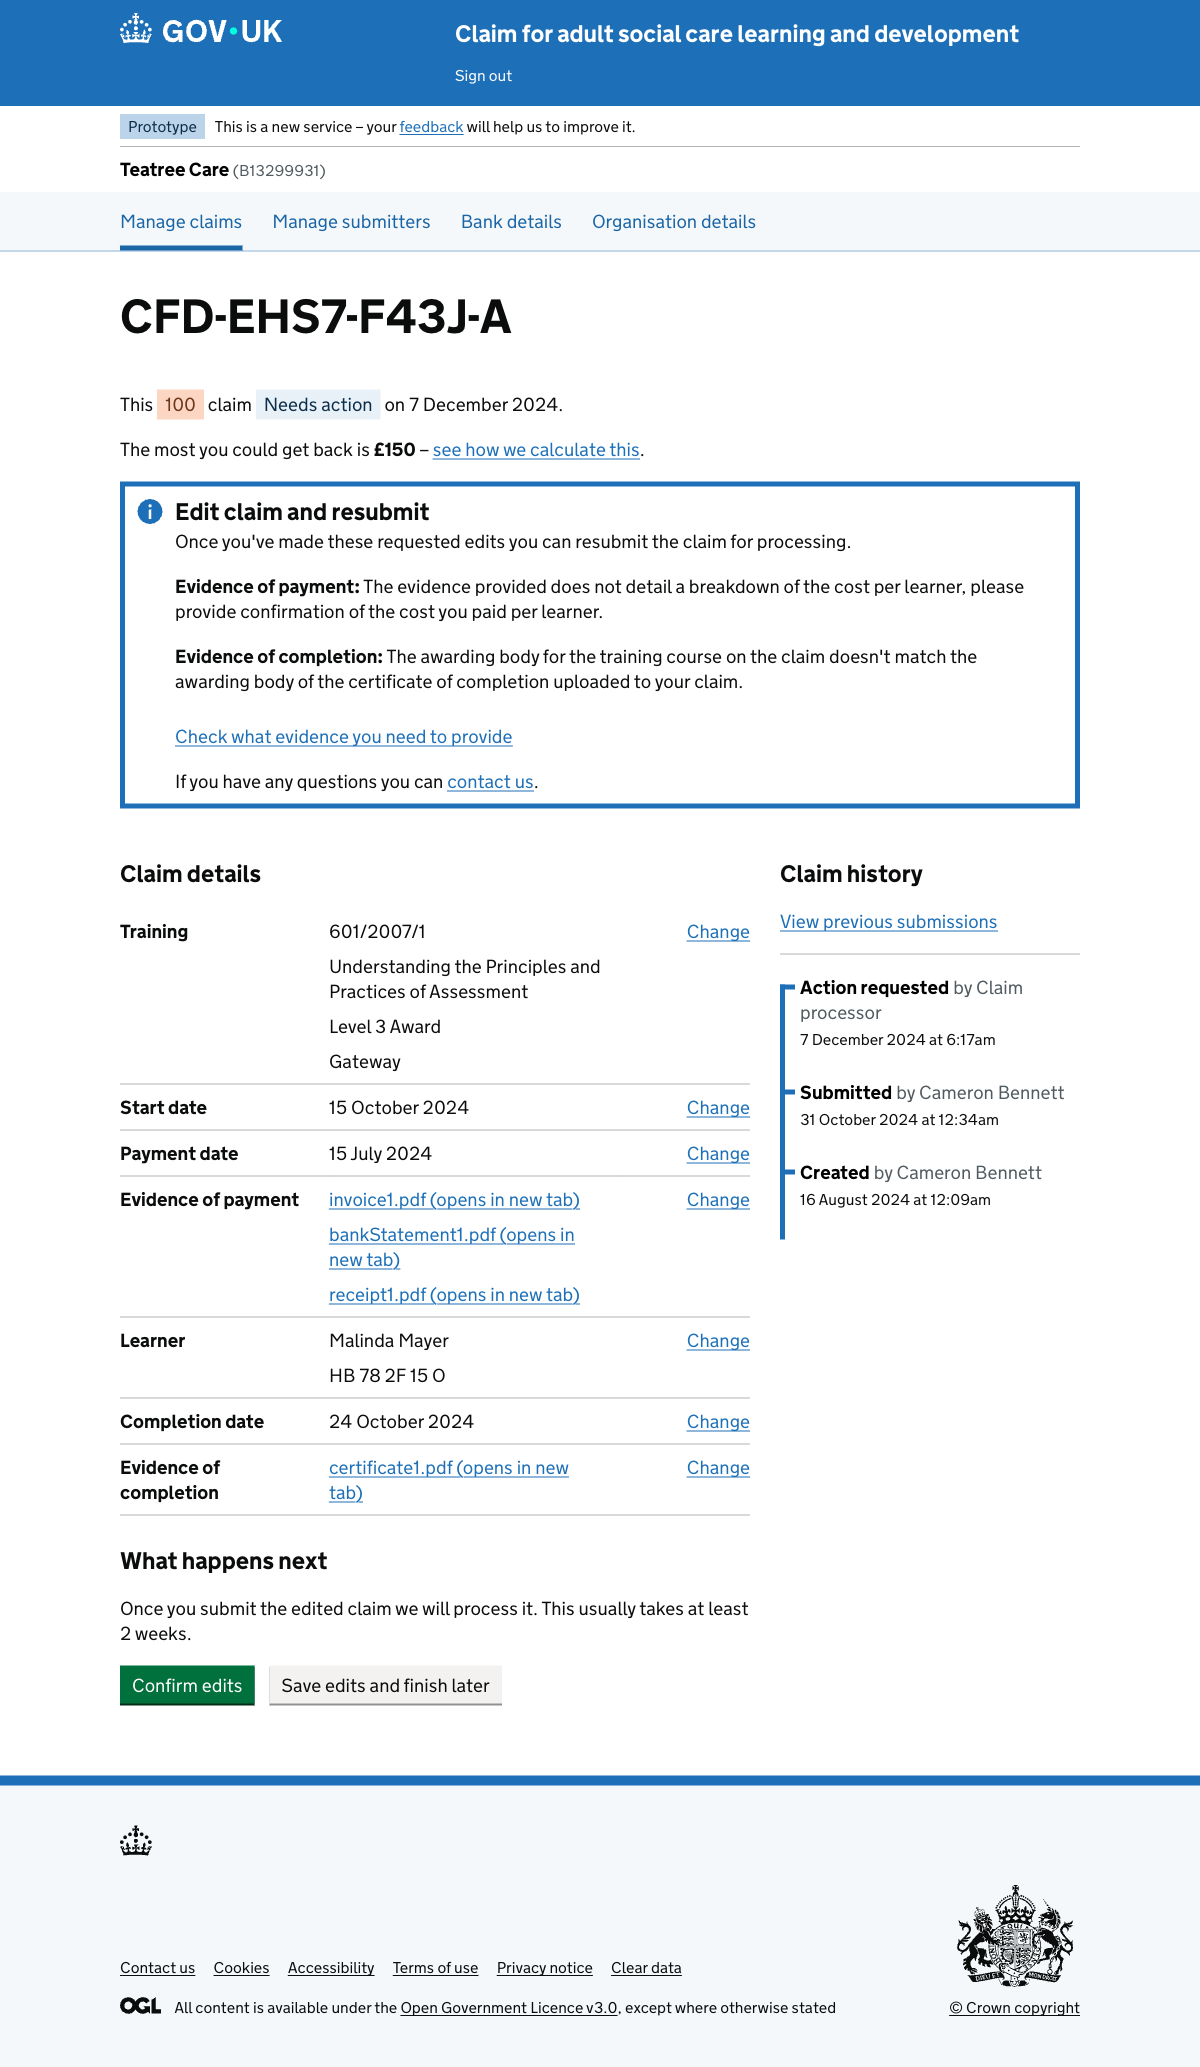 GOV·UK
Claim for adult social care learning and development
Sign out
Prototype This is a new service – your feedback will help us to improve it.
Teatree Care (B13299931)
Manage claims Manage submitters Bank details Organisation details
CFD-EHS7-F43J-A
This 100 claim Needs action on 7 December 2024.
The most you could get back is £150 – see how we calculate this.
Edit claim and resubmit
Once you've made these requested edits you can resubmit the claim for processing.
Evidence of payment: The evidence provided does not detail a breakdown of the cost per learner, please
provide confirmation of the cost you paid per learner.
Evidence of completion: The awarding body for the training course on the claim doesn't match the
awarding body of the certificate of completion uploaded to your claim.
Check what evidence you need to provide
If you have any questions you can contact us.
Claim details
Training 601/2007/1 Change
Understanding the Principles and
Practices of Assessment
Level 3 Award
Gateway
Start date 15 October 2024 Change
Payment date 15 July 2024 Change
Evidence of payment invoice1.pdf (opens in new tab) Change
bankStatement1.pdf (opens in
new tab)
receipt1.pdf (opens in new tab)
Learner Malinda Mayer Change
HB 78 2F 15 O
Completion date 24 October 2024 Change
Evidence of
completion
certificate1.pdf (opens in new
tab)
Change
Claim history
View previous submissions
Action requested by Claim
processor
7 December 2024 at 6:17am
Submitted by Cameron Bennett
31 October 2024 at 12:34am
Created by Cameron Bennett
16 August 2024 at 12:09am
What happens next
Once you submit the edited claim we will process it. This usually takes at least
2 weeks.
Confirm edits Save edits and finish later
Contact us Cookies Accessibility Terms of use Privacy notice Clear data
OGL All content is available under the Open Government Licence v3.0, except where otherwise stated
© Crown copyright